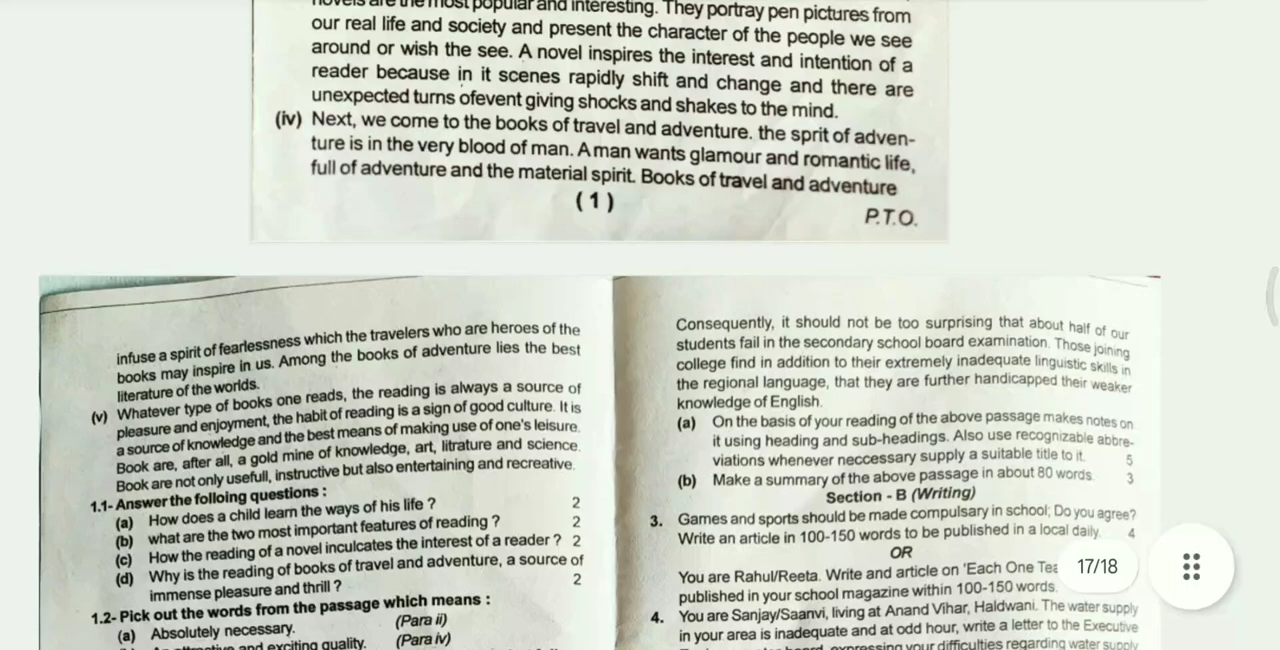 novels are the most popular and interesting. They portray pen pictures from
our real life and society and present the character of the people we see
around or wish the see. A novel inspires the interest and intention of a
reader because in it scenes rapidly shift and change and there are
unexpected turns ofevent giving shocks and shakes to the mind.
(iv) Next, we come to the books of travel and adventure. the sprit of adven-
ture is in the very blood of man. A man wants glamour and romantic life,
full of adventure and the material spirit. Books of travel and adventure
(1)
P.T.O.
infuse a spirit of fearlessness which the travelers who are heroes of the
books may inspire in us. Among the books of adventure lies the best
literature of the worlds.
(v) Whatever type of books one reads, the reading is always a source of
pleasure and enjoyment, the habit of reading is a sign of good culture. It is
a source of knowledge and the best means of making use of one's leisure.
Book are, after all, a gold mine of knowledge, art, litrature and science.
Book are not only usefull, instructive but also entertaining and recreative.
1.1- Answer the folloing questions :
(a) How does a child learn the ways of his life ? 2
(b) what are the two most important features of reading ? 2
(c) How the reading of a novel inculcates the interest of a reader ? 2
(d) Why is the reading of books of travel and adventure, a source of
immense pleasure and thrill ? 2
1.2- Pick out the words from the passage which means :
(a) Absolutely necessary. (Para ii)
and exciting quality. (Para iv)
Consequently, it should not be too surprising that about half of our
students fail in the secondary school board examination. Those joining
college find in addition to their extremely inadequate linguistic skills in
the regional language, that they are further handicapped their weaker
knowledge of English.
(a) On the basis of your reading of the above passage makes notes on
it using heading and sub-headings. Also use recognizable abbre-
viations whenever neccessary supply a suitable title to it. 5
(b) Make a summary of the above passage in about 80 words. 3
Section - B (Writing)
3. Games and sports should be made compulsary in school; Do you agree?
Write an article in 100-150 words to be published in a local daily. 4
OR
You are Rahul/Reeta. Write and article on 'Each One Tea
published in your school magazine within 100-150 words.
4. You are Sanjay/Saanvi, living at Anand Vihar, Haldwani. The water supply
in your area is inadequate and at odd hour, write a letter to the Executive
board, expressing your difficulties regarding water supply
17/18